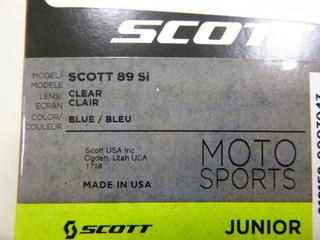 SCOTT
MODEL/ MODELE SCOTT 89 Si
LENS/ ECRAN CLEAR CLAIR
COLOR/ COULEUR BLUE / BLEU
Scott USA Inc
Ogden, Utah USA
1716
MADE IN USA
MOTO
SPORTS
SCOTT
JUNIOR